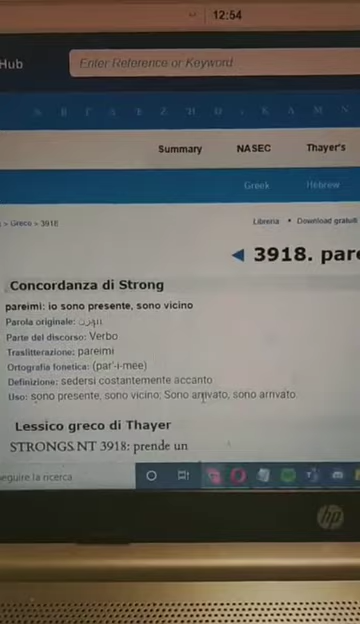 12:54
Hub
Enter Reference or Keyword
Summary NASEC Thayer's
Greek Hebrew
» Greco » 3918 Libreria • Download gratuiti
◄ 3918. pare
Concordanza di Strong
pareimi: io sono presente, sono vicino
Parola originale:
Parte del discorso: Verbo
Traslitterazione: pareimi
Ortografia fonetica: (par'-i-mee)
Definizione: sedersi costantemente accanto
Uso: sono presente, sono vicino; Sono arrivato, sono arrivato.
Lessico greco di Thayer
STRONGS NT 3918: prende un
eguire la ricerca
hp